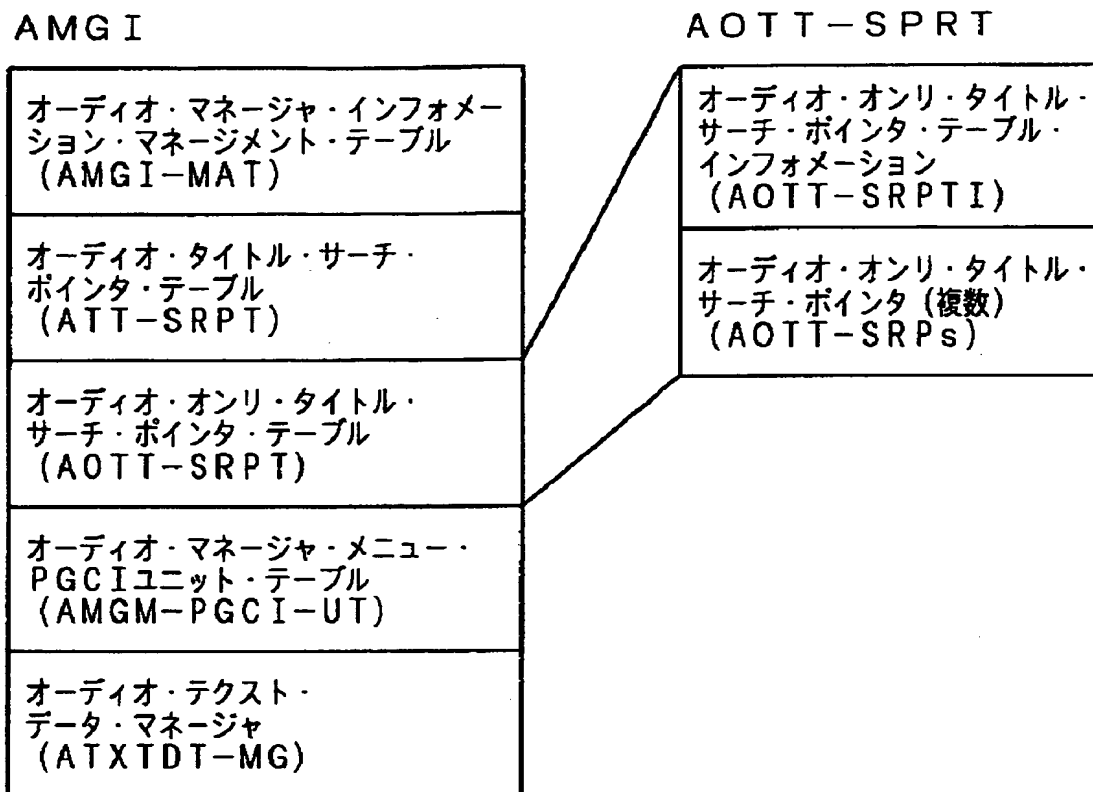 AMGI
オーディオ・マネージャ・インフォメー
ション・マネージメント・テーブル
(AMGI-MAT)
オーディオ・タイトル・サーチ・
ポインタ・テーブル
(ATT-SRPT)
オーディオ・オンリ・タイトル・
サーチ・ポインタ・テーブル
(AOTT-SRPT)
オーディオ・マネージャ・メニュー・
PGCIユニット・テーブル
(AMGM-PGCI-UT)
オーディオ・テクスト・
データ・マネージャ
(ATXTDT-MG)
AOTT-SPRT
オーディオ・オンリ・タイトル・
サーチ・ポインタ・テーブル・
インフォメーション
(AOTT-SRPTI)
オーディオ・オンリ・タイトル・
サーチ・ポインタ(複数)
(AOTT-SRPs)